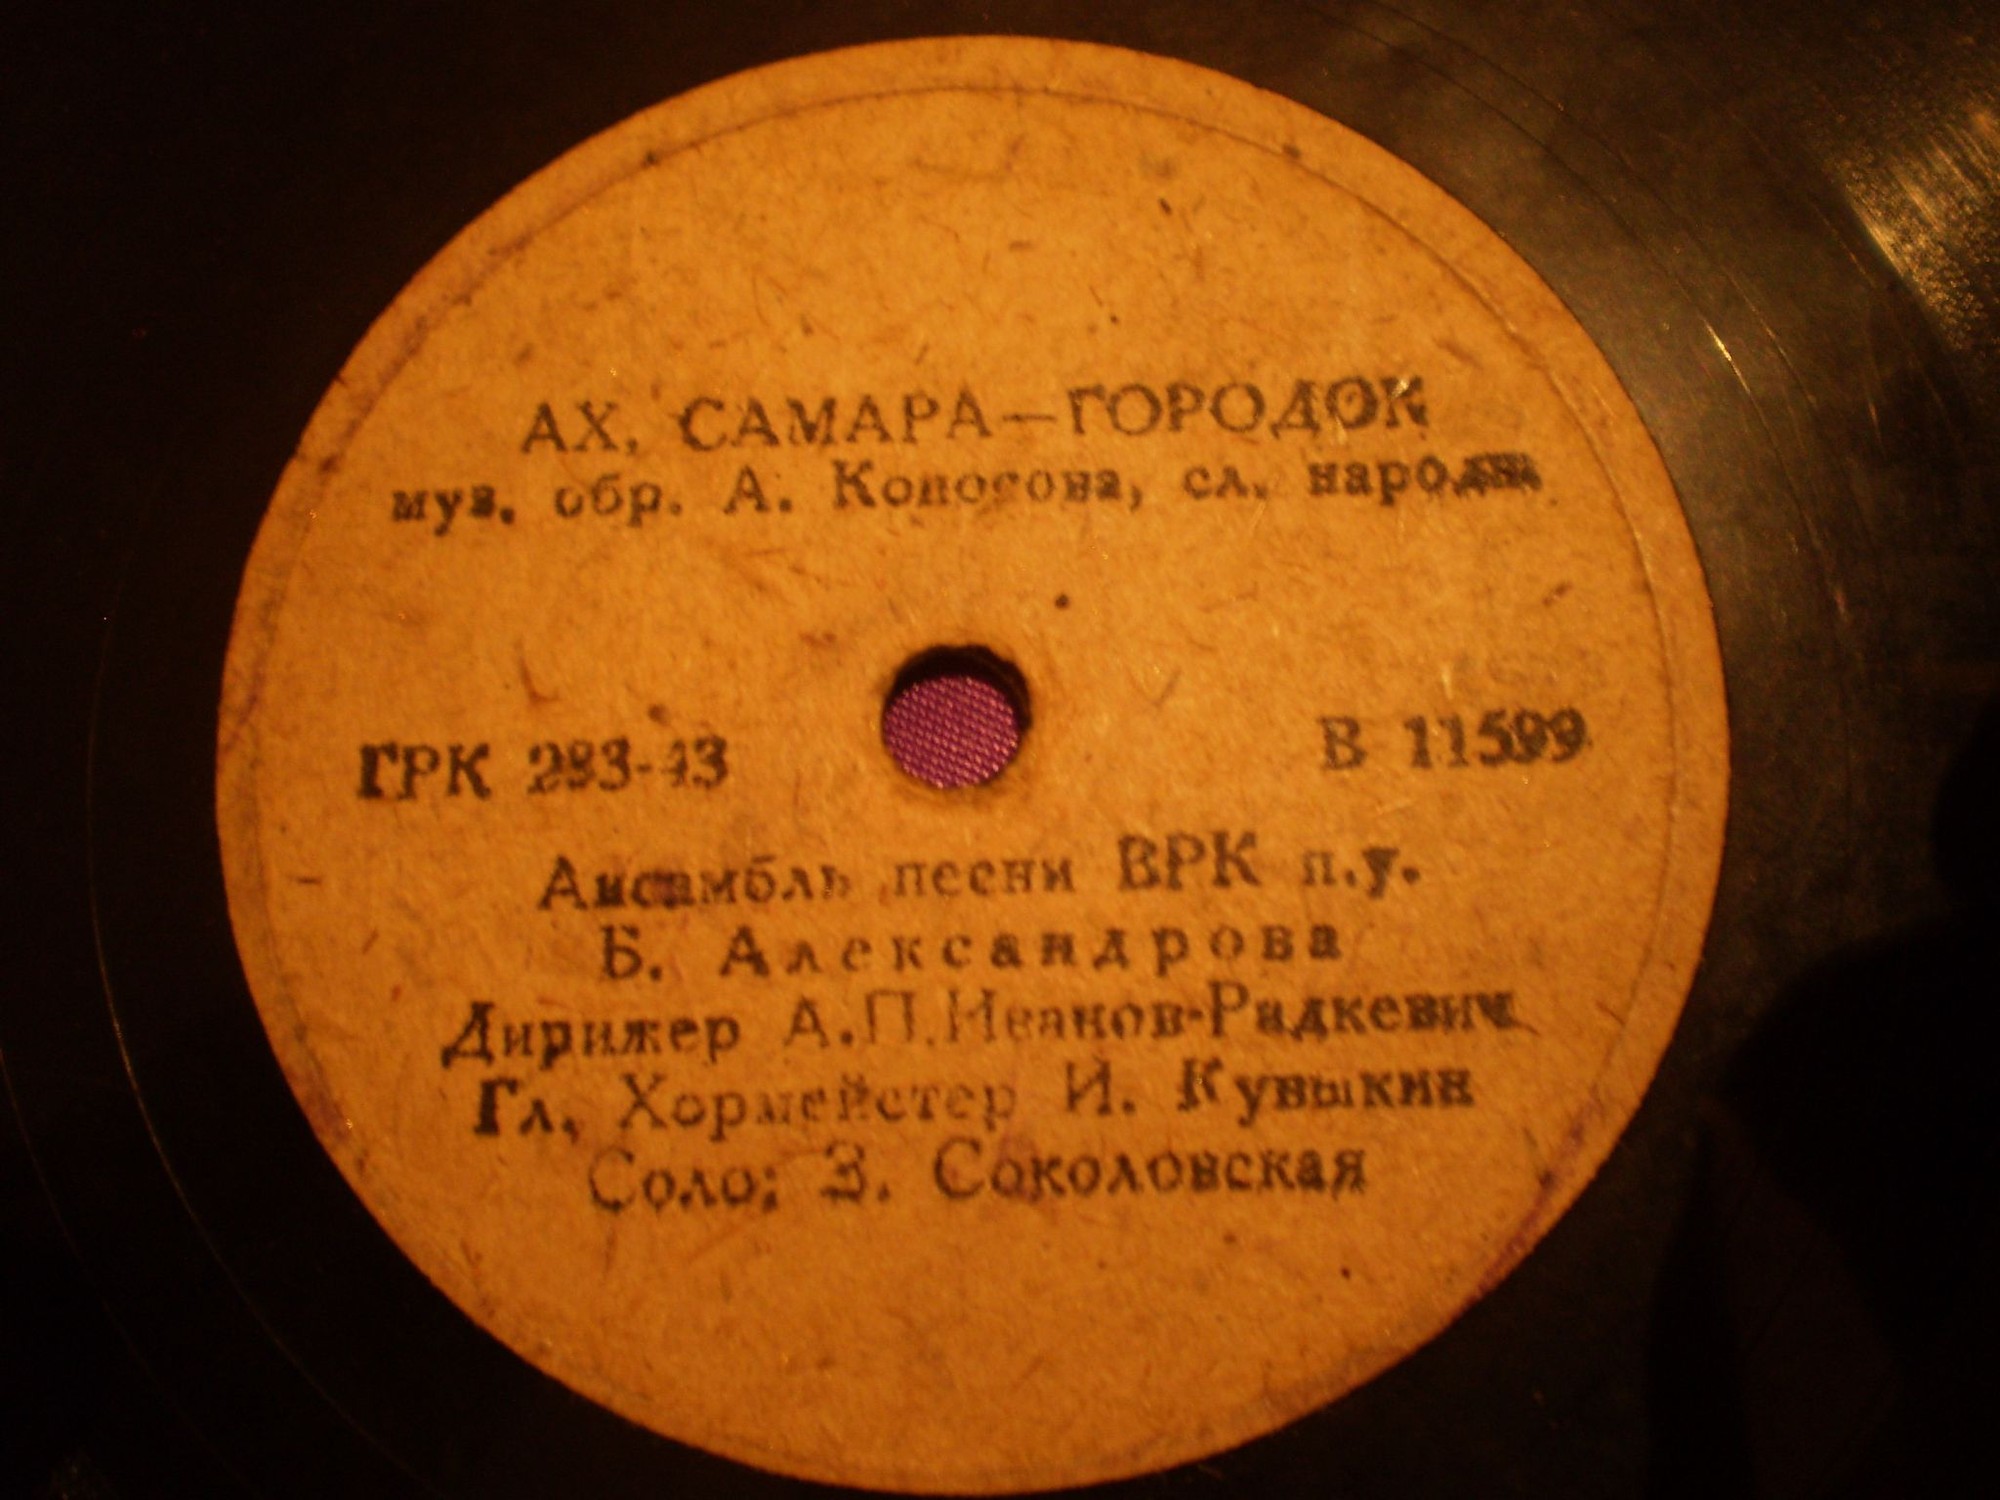 АХ, САМАРА—ГОРОДОК
муз. обр. А. Копосова, сл. народн.
ГРК 283-43
В 11599
Ансамбль песни ВРК п.у.
Б. Александрова
Дирижер А.П.Иванов-Радкевич
Гл. Хормейстер И. Кувыкин
Соло: З. Соколовская